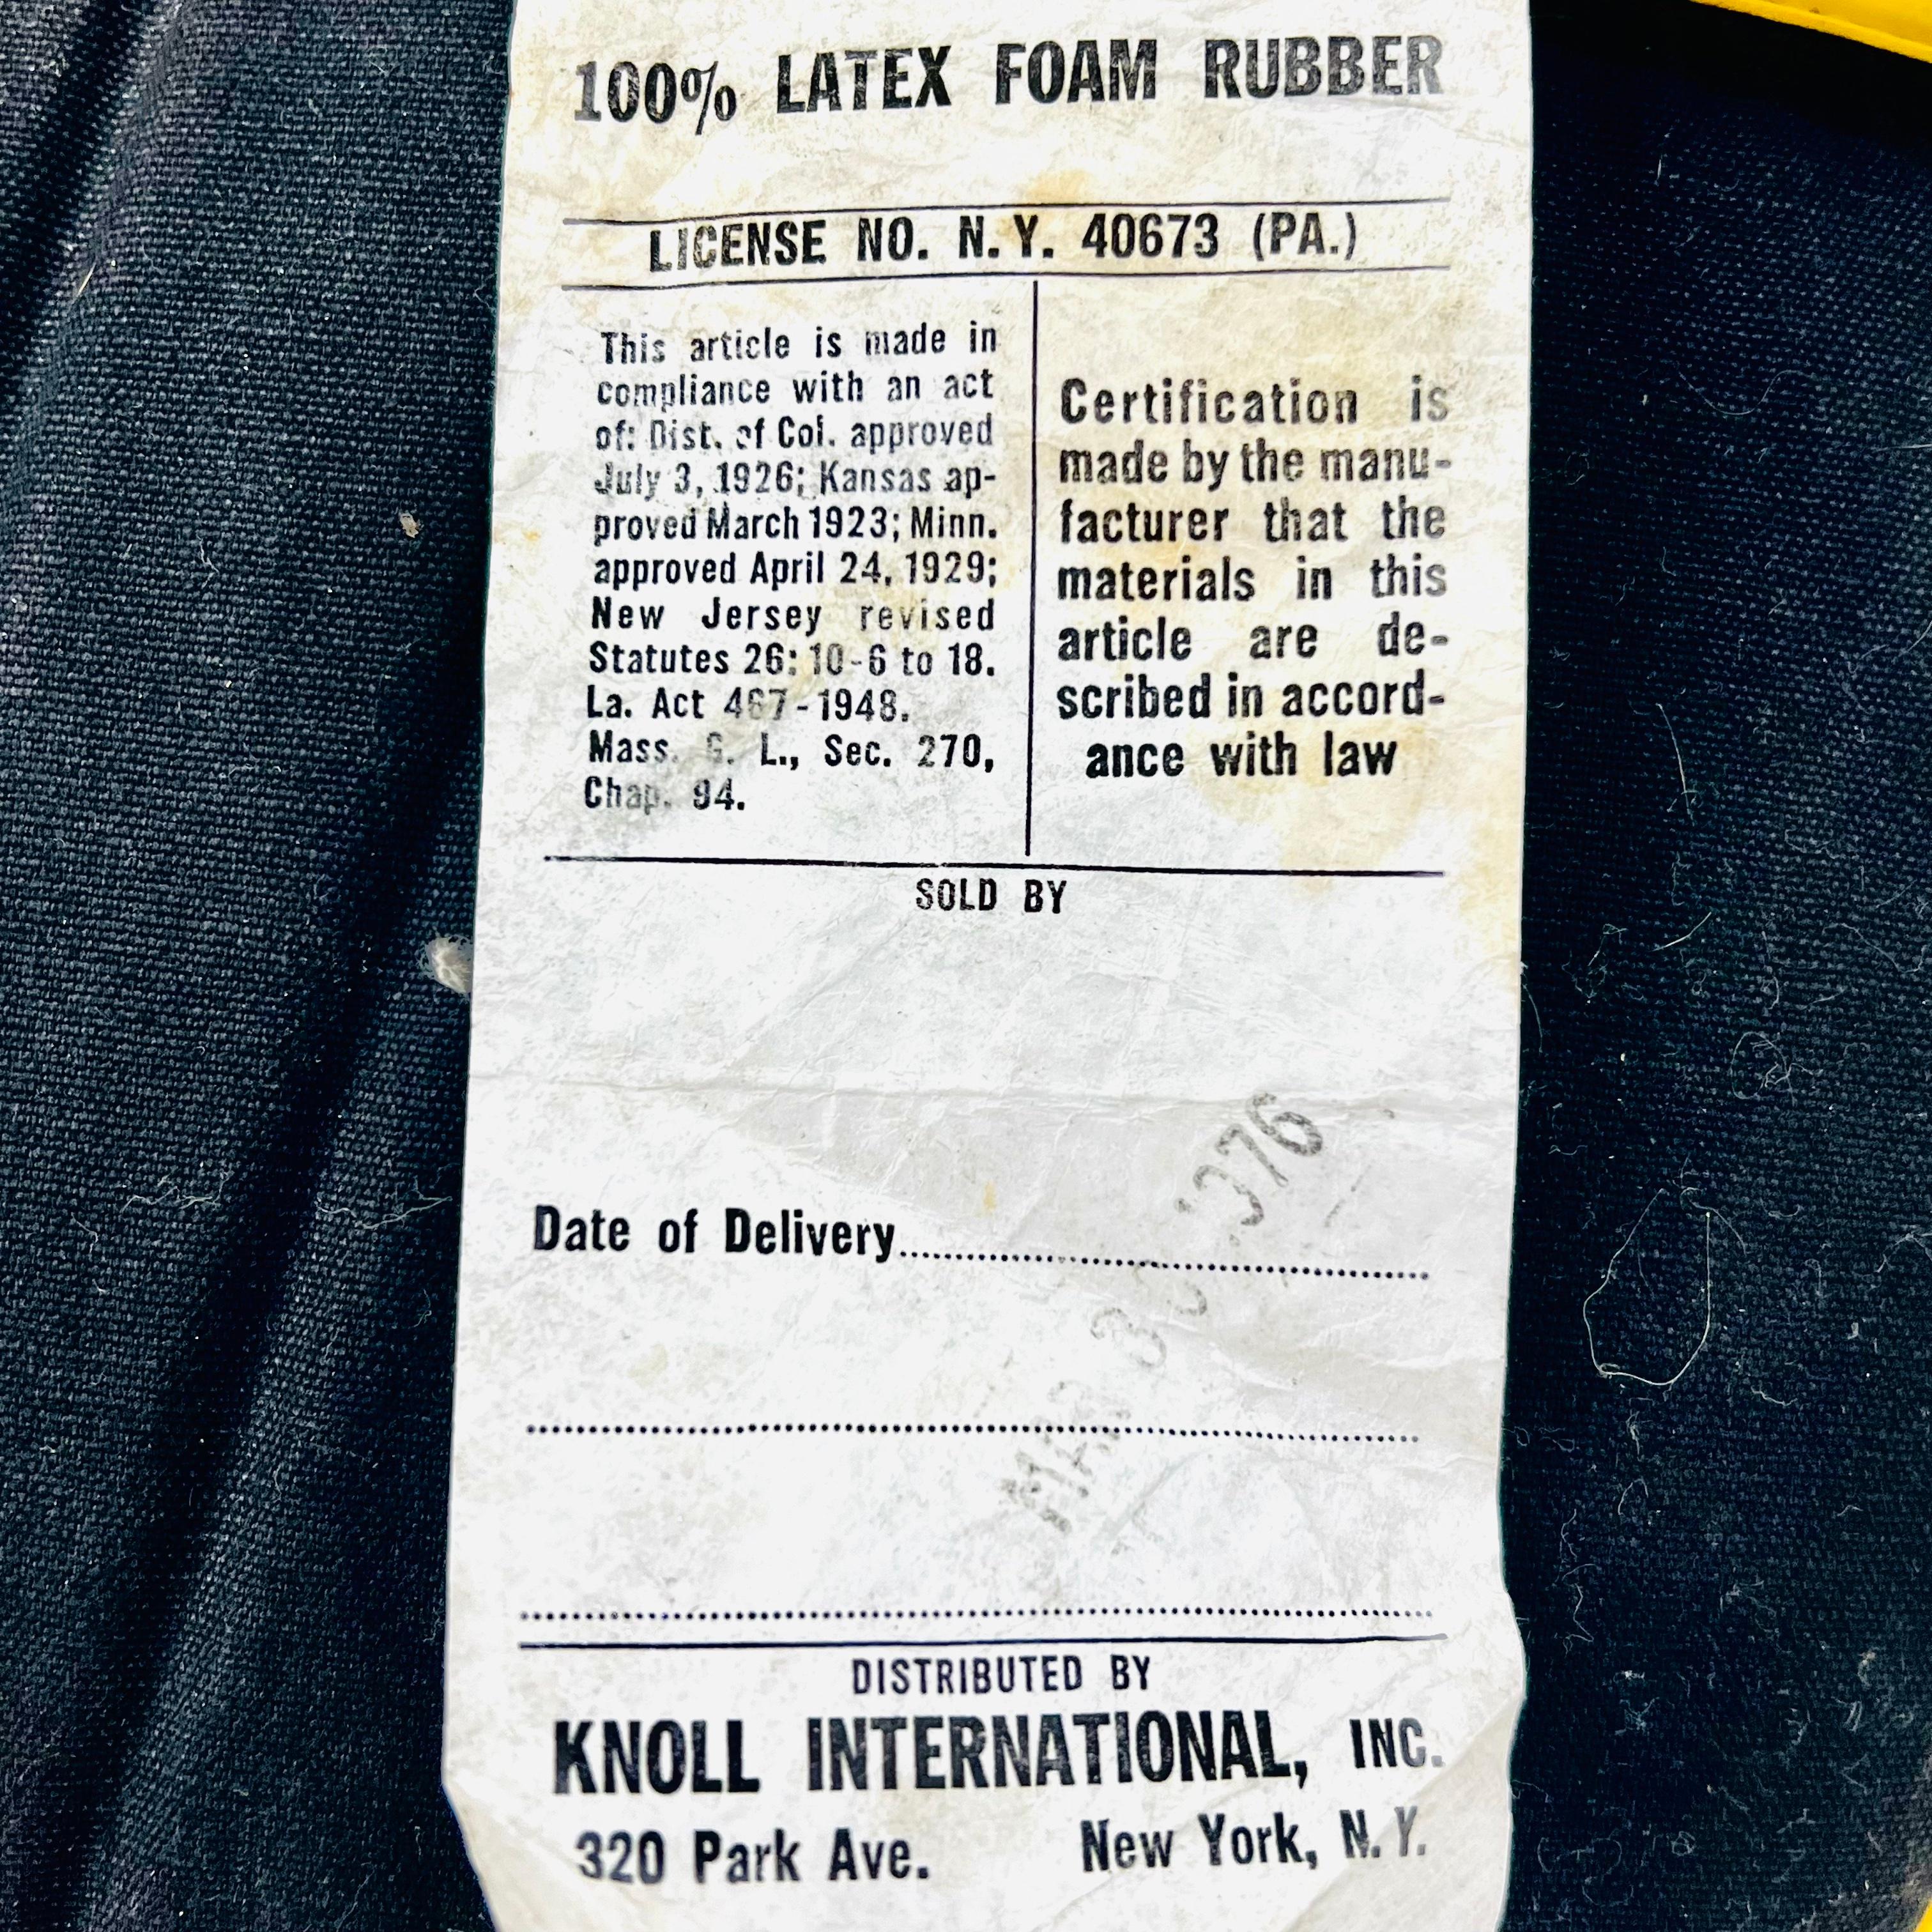 100% LATEX FOAM RUBBER
LICENSE NO. N. Y. 40673 (PA.)
This article is made in
compliance with an act
of: Dist. of Col. approved
July 3, 1926; Kansas ap-
proved March 1923; Minn.
approved April 24, 1929;
New Jersey revised
Statutes 26: 10-6 to 18.
La. Act 467-1948.
Mass. G. L., Sec. 270,
Chap. 94.
Certification is
made by the manu-
facturer that the
materials in this
article are de-
scribed in accord-
ance with law
SOLD BY
Date of Delivery
MAR 3
DISTRIBUTED BY
KNOLL INTERNATIONAL, INC.
320 Park Ave. New York, N. Y.